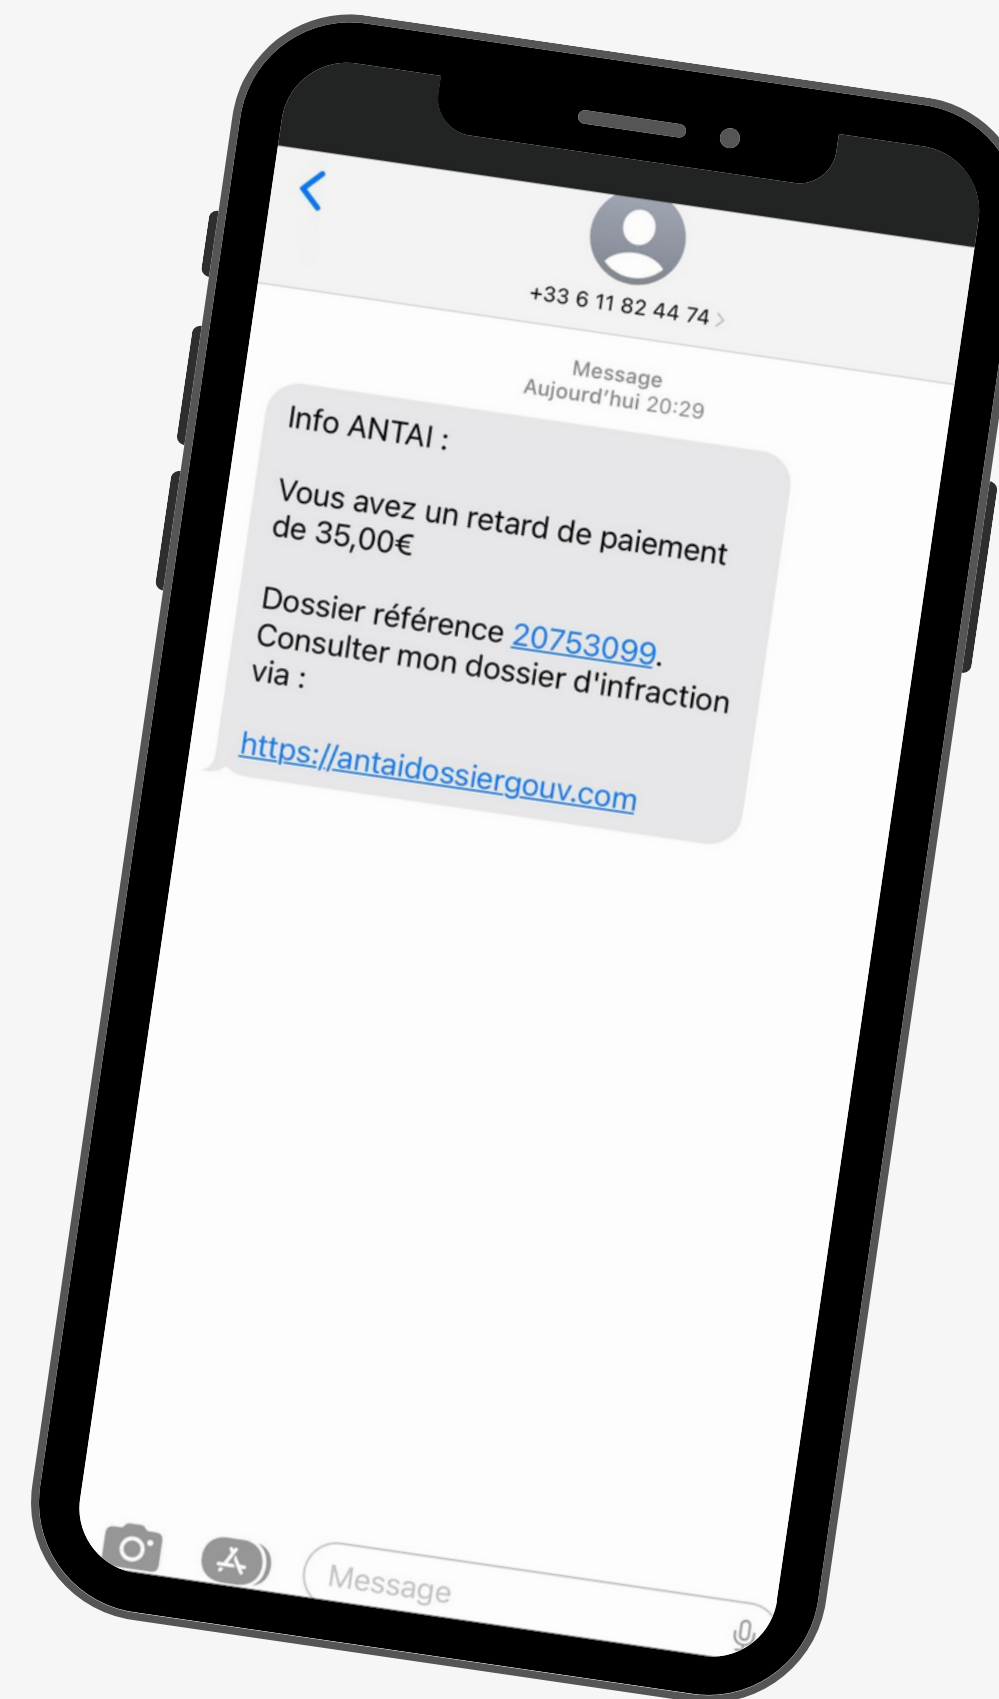 +33 6 11 82 44 74
Message
Aujourd'hui 20:29
Info ANTAI :
Vous avez un retard de paiement
de 35,00€
Dossier référence 20753099.
Consulter mon dossier d'infraction
via :
https://antaidossiergouv.com
Message